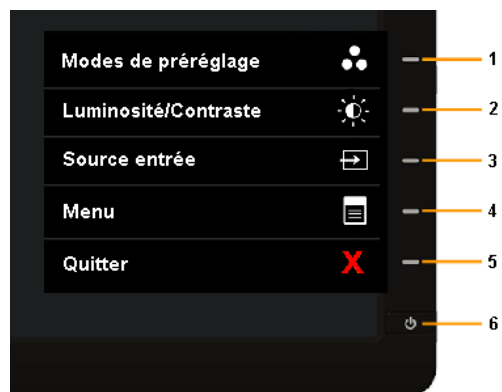 Modes de préréglage 1
Luminosité/Contraste 2
Source entrée 3
Menu 4
Quitter X 5
6